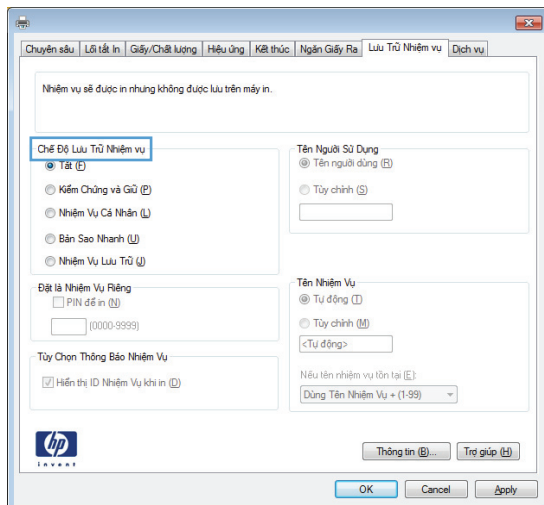 Chuyên sâu Lối tắt In Giấy/Chất lượng Hiệu ứng Kết thúc Ngăn Giấy Ra Lưu Trữ Nhiệm vụ Dịch vụ
Nhiệm vụ sẽ được in nhưng không được lưu trên máy in.
Chế Độ Lưu Trữ Nhiệm vụ
Tắt (F)
Kiểm Chứng và Giữ (P)
Nhiệm Vụ Cá Nhân (L)
Bản Sao Nhanh (U)
Nhiệm Vụ Lưu Trữ (J)
Đặt là Nhiệm Vụ Riêng
PIN để in (N)
(0000-9999)
Tùy Chọn Thông Báo Nhiệm Vụ
Hiển thị ID Nhiệm Vụ khi in (D)
Tên Người Sử Dụng
Tên người dùng (R)
Tùy chỉnh (S)
Tên Nhiệm Vụ
Tự động (T)
Tùy chỉnh (M)
<Tự động>
Nếu tên nhiệm vụ tồn tại (E):
Dùng Tên Nhiệm Vụ + (1-99)
hp
invent
Thông tin (B)... Trợ giúp (H)
OK Cancel Apply